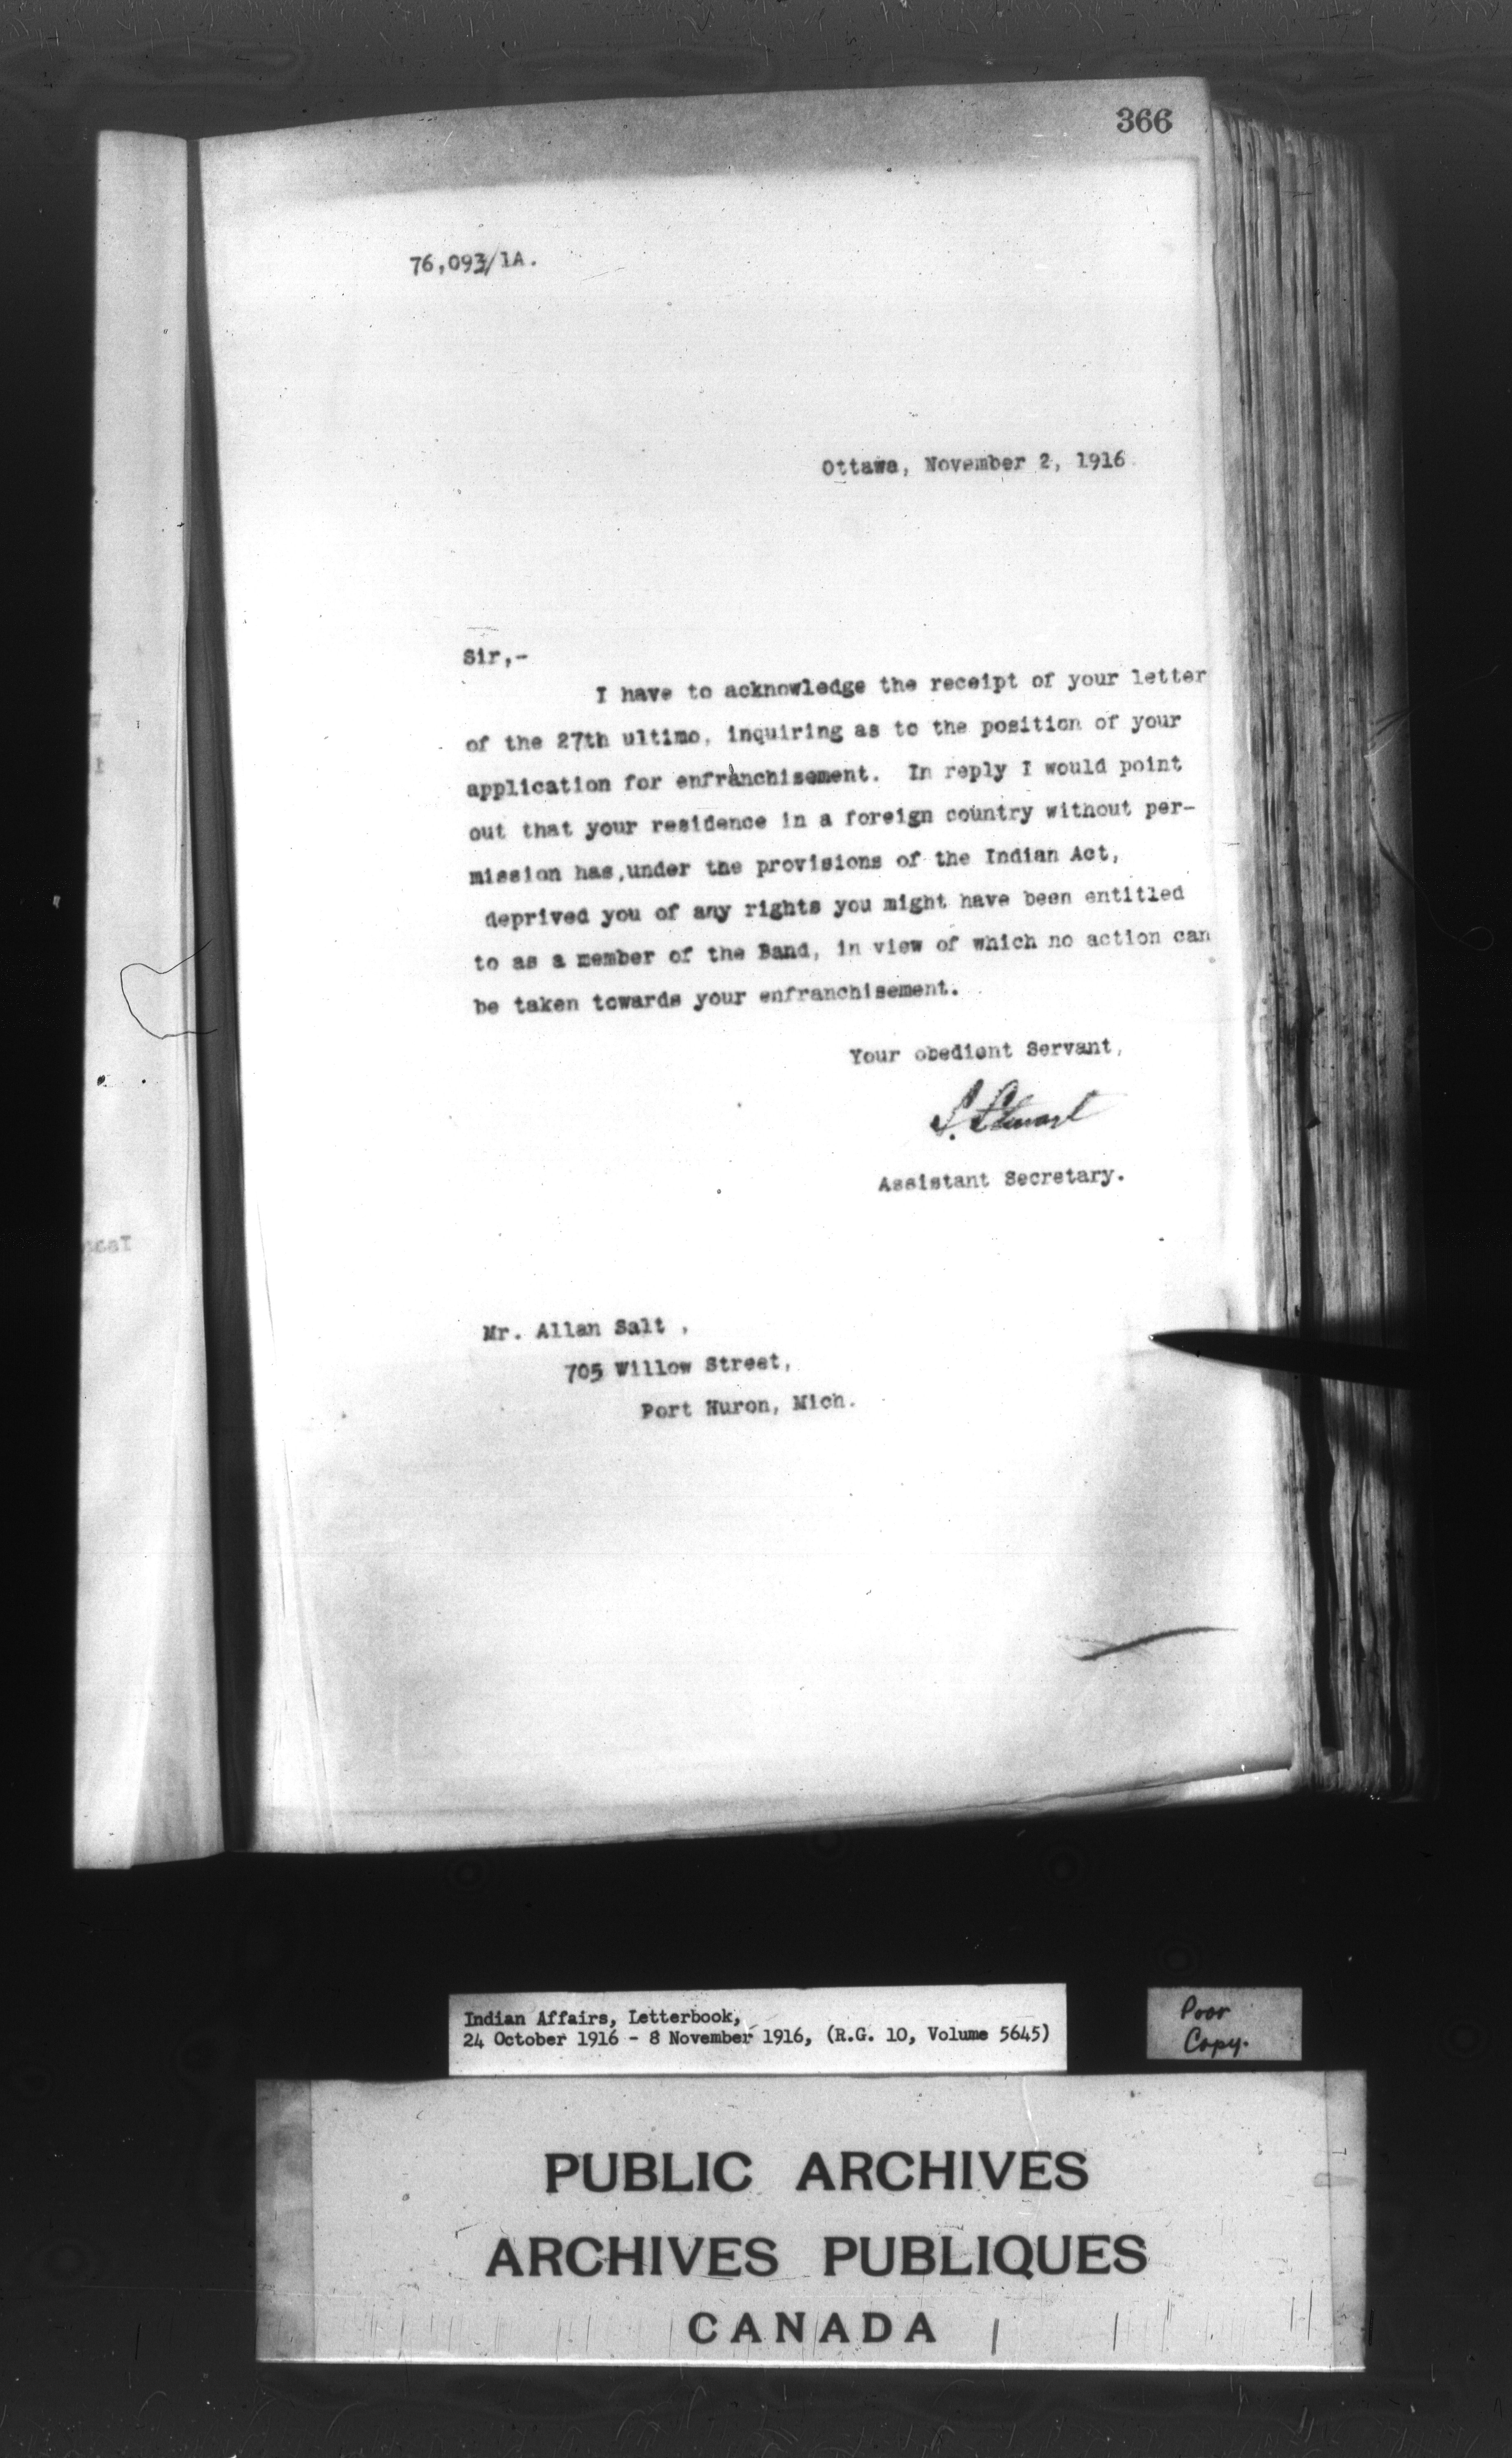 366
76,093/1A.
Ottawa, November 2, 1916.
Sir,-
I have to acknowledge the receipt of your letter
of the 27th ultimo, inquiring as to the position of your
application for enfranchisement. In reply I would point
out that your residence in a foreign country without per-
mission has,under the provisions of the Indian Act,
deprived you of any rights you might have been entitled
to as a member of the Band, in view of which no action can
be taken towards your enfranchisement.
Your obedient Servant,
S. Stewart
Assistant Secretary.
Mr. Allan Salt ,
705 Willow Street,
Port Huron, Mich.
Indian Affairs, Letterbook,
24 October 1916 - 8 November 1916, (R.G. 10, Volume 5645)
Poor
Copy.
PUBLIC ARCHIVES
ARCHIVES PUBLIQUES
CANADA